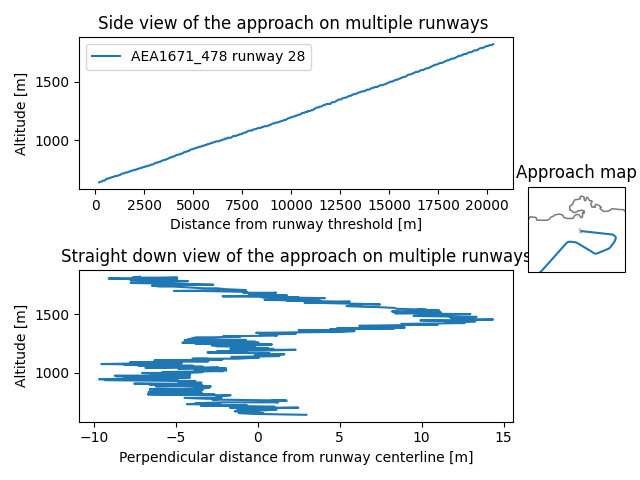 Side view of the approach on multiple runways
AEA1671_478 runway 28
1500
1000
Altitude [m]
0 2500 5000 7500 10000 12500 15000 17500 20000
Distance from runway threshold [m]
Approach map
Straight down view of the approach on multiple runways
1500
1000
Altitude [m]
−10 −5 0 5 10 15
Perpendicular distance from runway centerline [m]